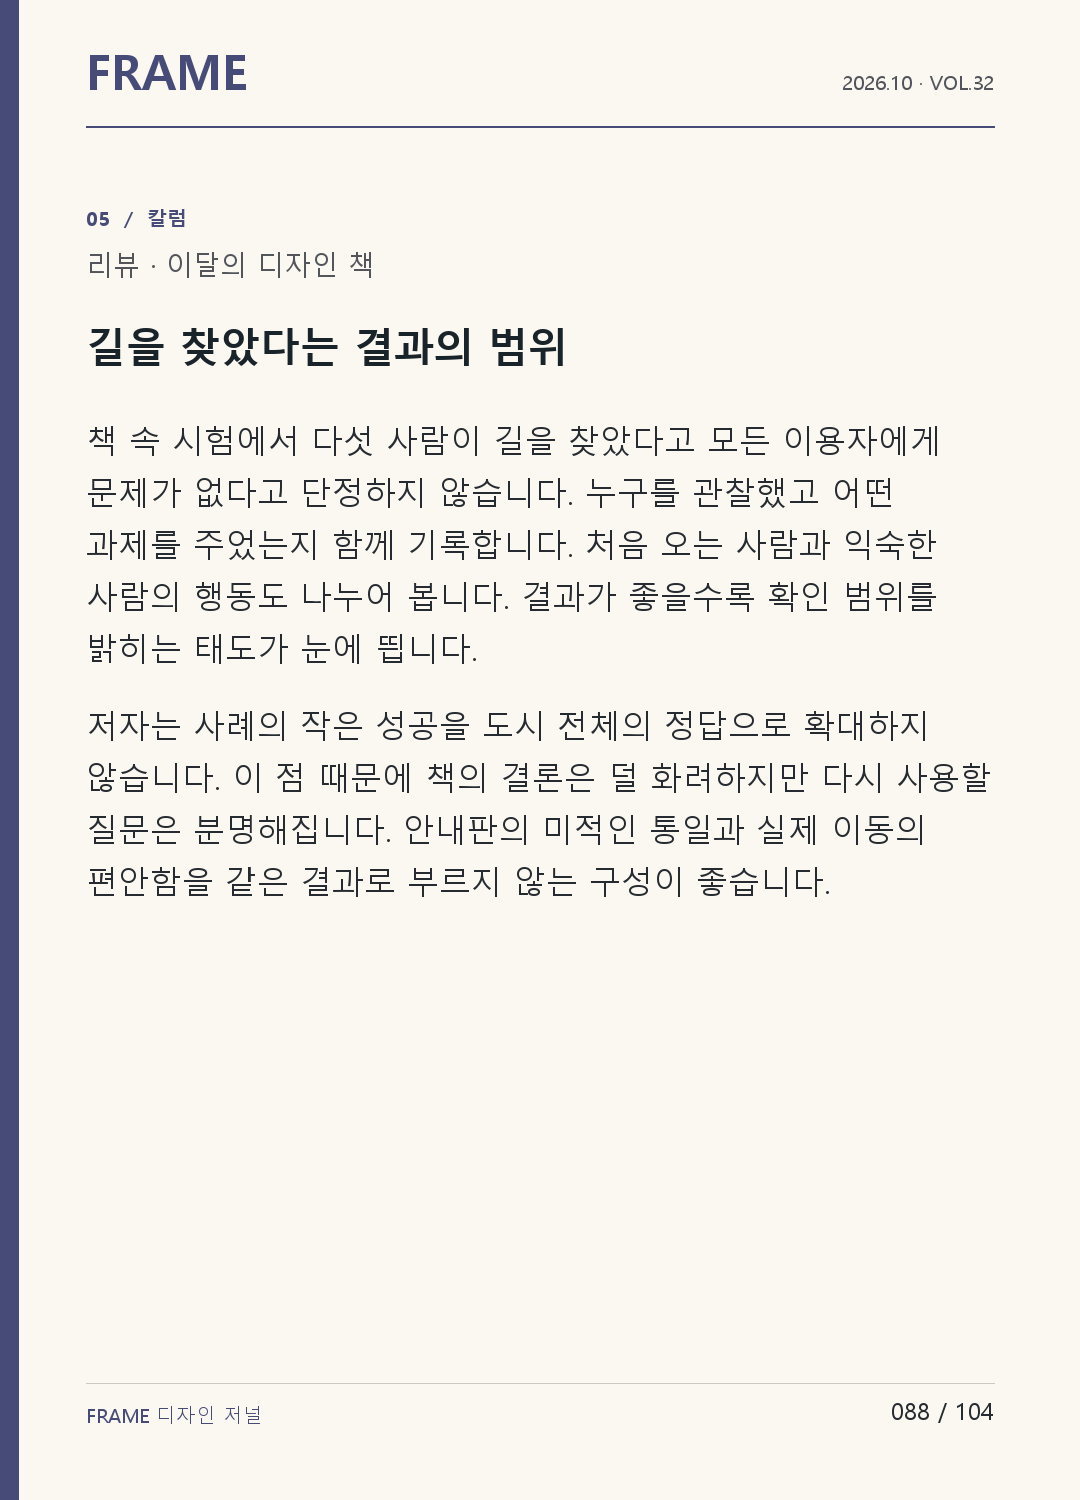 FRAME
2026.10 · VOL.32
05 / 칼럼
리뷰 · 이달의 디자인 책
길을 찾았다는 결과의 범위
책 속 시험에서 다섯 사람이 길을 찾았다고 모든 이용자에게
문제가 없다고 단정하지 않습니다. 누구를 관찰했고 어떤
과제를 주었는지 함께 기록합니다. 처음 오는 사람과 익숙한
사람의 행동도 나누어 봅니다. 결과가 좋을수록 확인 범위를
밝히는 태도가 눈에 띕니다.
저자는 사례의 작은 성공을 도시 전체의 정답으로 확대하지
않습니다. 이 점 때문에 책의 결론은 덜 화려하지만 다시 사용할
질문은 분명해집니다. 안내판의 미적인 통일과 실제 이동의
편안함을 같은 결과로 부르지 않는 구성이 좋습니다.
FRAME 디자인 저널
088 / 104